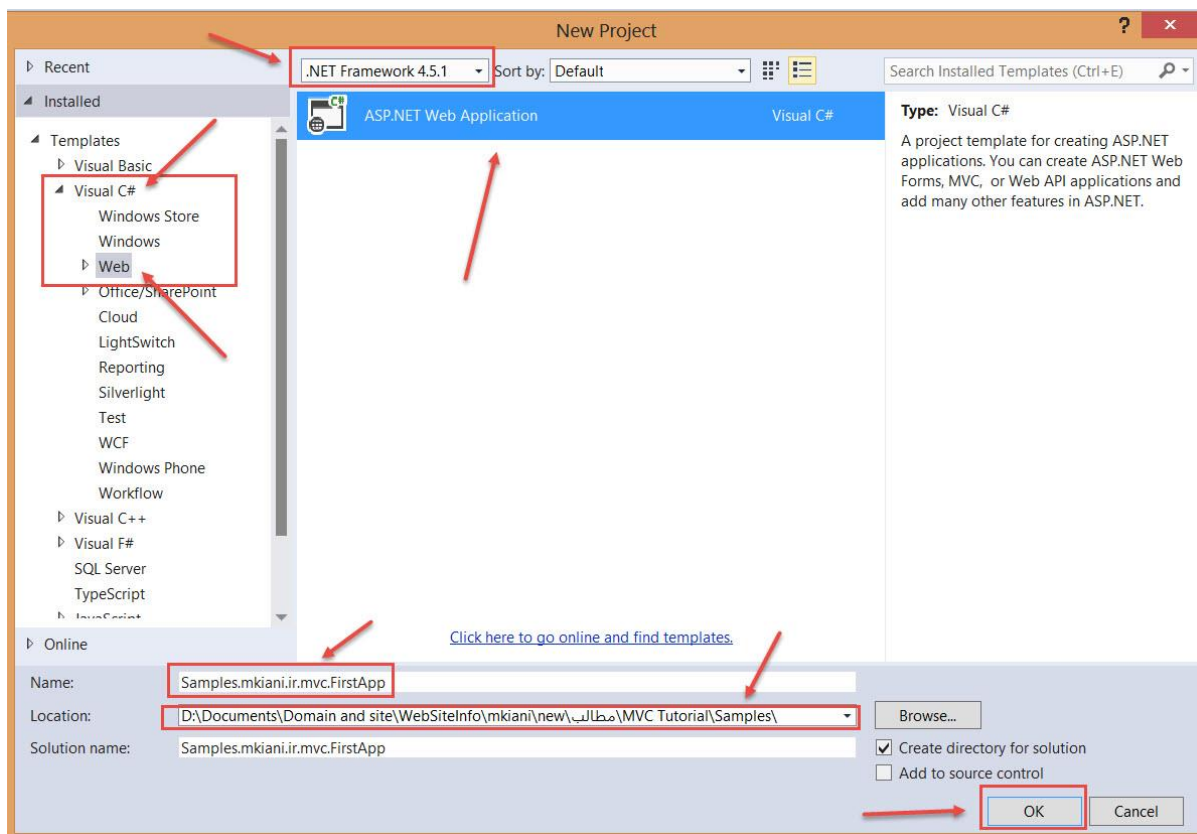 New Project
?
Recent
.NET Framework 4.5.1
Sort by:
Default
Search Installed Templates (Ctrl+E)
Installed
Templates
Visual Basic
Visual C#
Windows Store
Windows
Web
Office/SharePoint
Cloud
LightSwitch
Reporting
Silverlight
Test
WCF
Windows Phone
Workflow
Visual C++
Visual F#
SQL Server
TypeScript
JavaScript
Online
C#
ASP.NET Web Application
Visual C#
Click here to go online and find templates.
Type: Visual C#
A project template for creating ASP.NET
applications. You can create ASP.NET Web
Forms, MVC, or Web API applications and
add many other features in ASP.NET.
Name:
Samples.mkiani.ir.mvc.FirstApp
Location:
D:\Documents\Domain and site\WebSiteInfo\mkiani\new\مطالب\MVC Tutorial\Samples\
Browse...
Solution name:
Samples.mkiani.ir.mvc.FirstApp
Create directory for solution
Add to source control
OK
Cancel